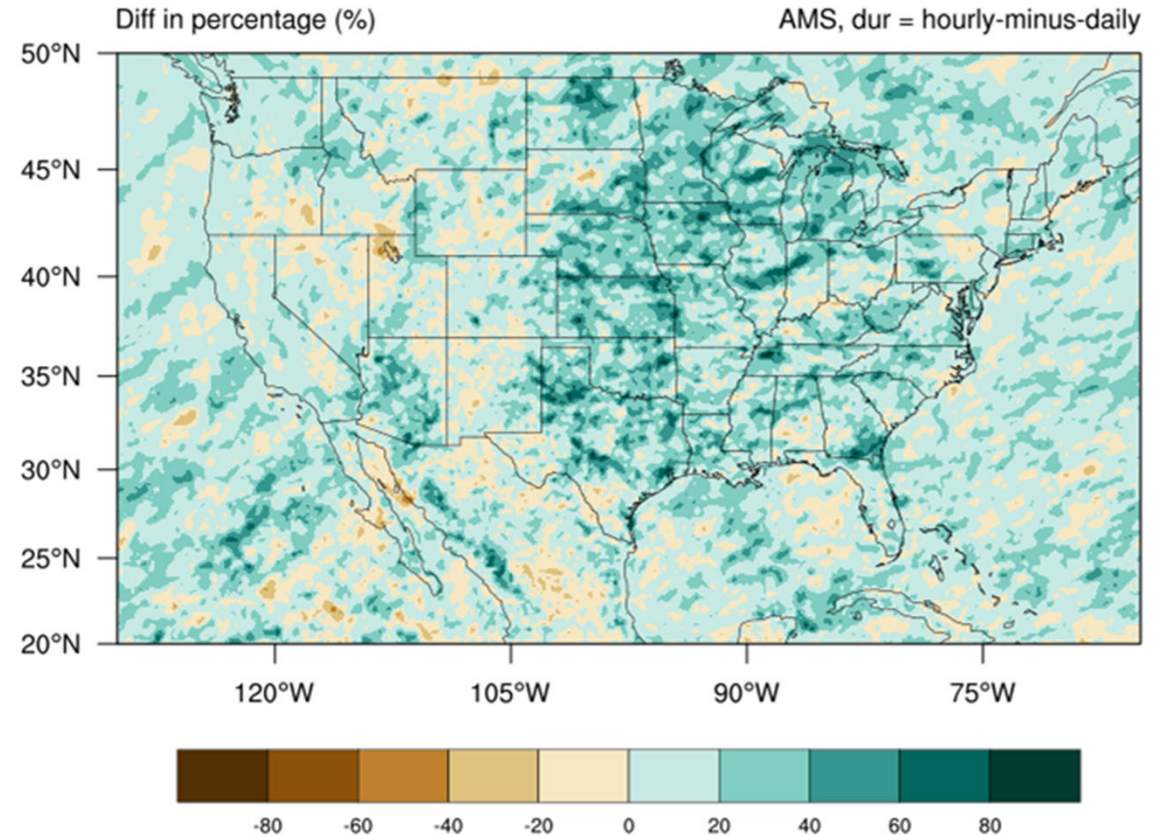 Diff in percentage (%) AMS, dur = hourly-minus-daily
50°N
45°N
40°N
35°N
30°N
25°N
20°N
120°W 105°W 90°W 75°W
-80 -60 -40 -20 0 20 40 60 80